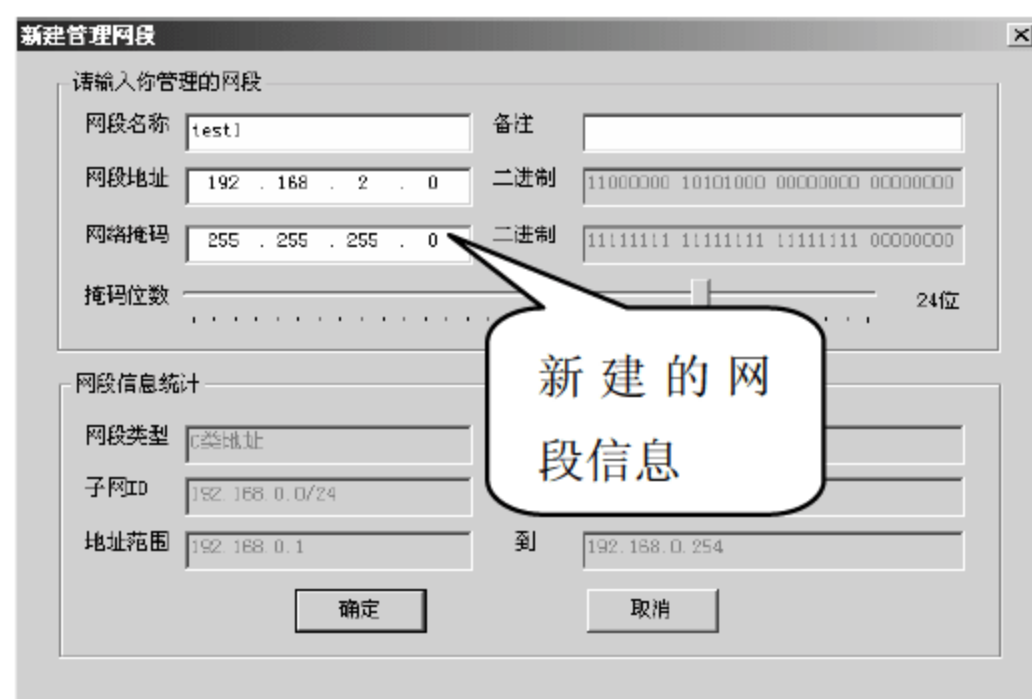 新建管理网段
请输入你管理的网段
网段名称 test1 备注
网段地址 192 . 168 . 2 . 0 二进制 11000000 10101000 00000000 00000000
网络掩码 255 . 255 . 255 . 0 二进制 11111111 11111111 11111111 00000000
掩码位数 24位
新建的网
段信息
网段信息统计
网段类型 C类地址
子网ID 192.168.0.0/24
地址范围 192.168.0.1 到 192.168.0.254
确定 取消